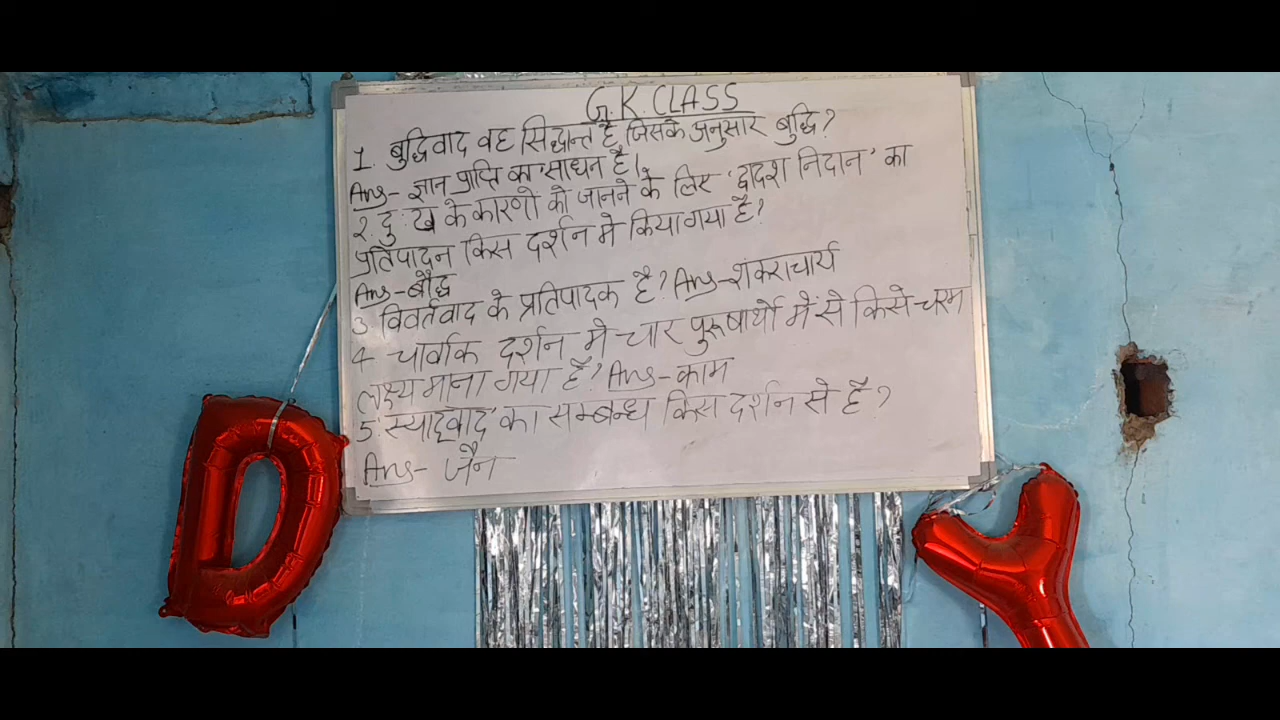 G.K.CLASS
1. बुद्धिवाद वह सिद्धान्त है जिसके अनुसार बुद्धि?
Ans- ज्ञान प्राप्ति का साधन है।
२. दुःख के कारणो को जानने के लिए 'द्वादश निदान' का
प्रतिपादन किस दर्शन मे किया गया है?
Ans- बौद्ध
3. विवर्तवाद के प्रतिपादक है? Ans- शंकराचार्य
4 चार्वाक दर्शन मे चार पुरूषार्थो में से किसे चरम
लक्ष्य माना गया है? Ans- काम
5. स्याद्वाद' का सम्बन्ध किस दर्शन से है?
Ans- जैन
D
Y